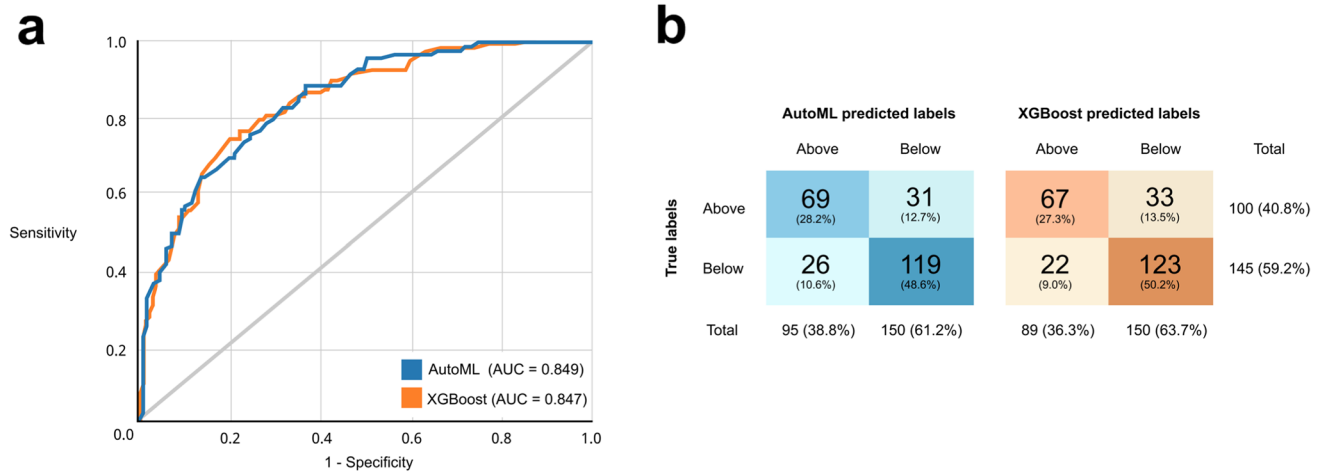 a
1.0
0.8
0.6
0.4
0.2
0.0
Sensitivity
0.2
0.4
0.6
0.8
1.0
1 - Specificity
AutoML (AUC = 0.849)
XGBoost (AUC = 0.847)
b
AutoML predicted labels XGBoost predicted labels
Above Below Above Below Total
True labels
Above 69 31 67 33 100 (40.8%)
(28.2%) (12.7%) (27.3%) (13.5%)
Below 26 119 22 123 145 (59.2%)
(10.6%) (48.6%) (9.0%) (50.2%)
Total 95 (38.8%) 150 (61.2%) 89 (36.3%) 150 (63.7%)